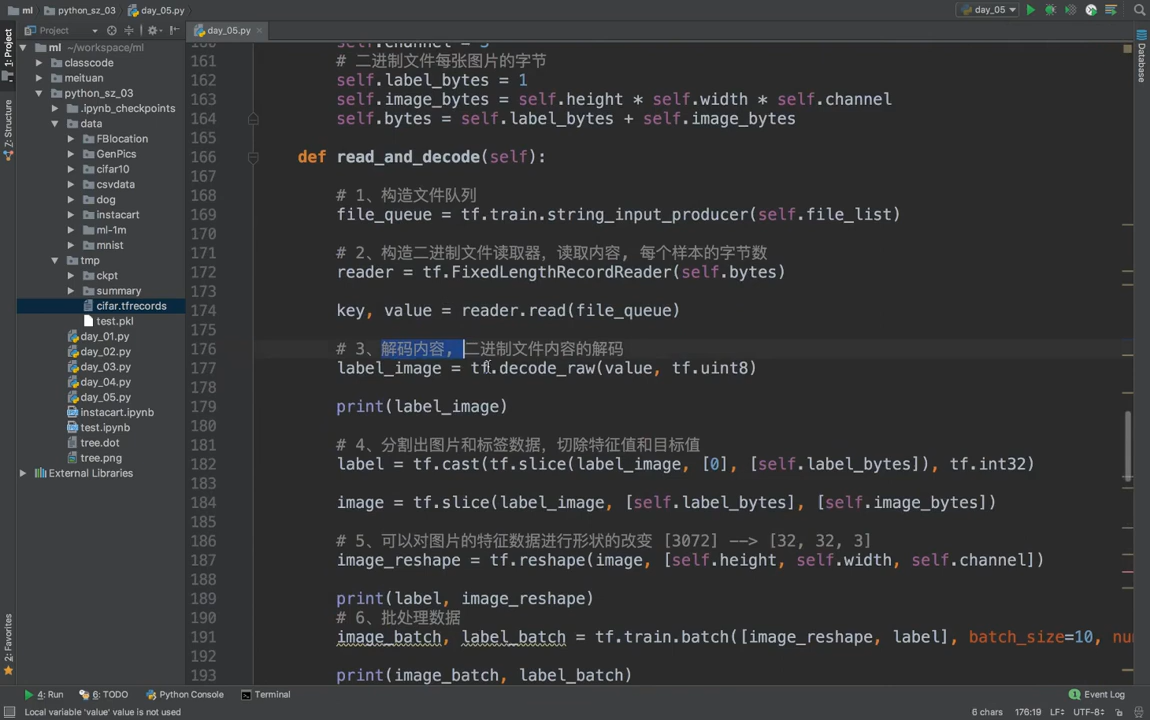 ml
python_sz_03
day_05.py
day_05
Project
day_05.py
1: Project
Z: Structure
2: Favorites
Database
ml ~/workspace/ml
classcode
meituan
python_sz_03
.ipynb_checkpoints
data
FBlocation
GenPics
cifar10
csvdata
dog
instacart
ml-1m
mnist
tmp
ckpt
summary
cifar.tfrecords
test.pkl
day_01.py
day_02.py
day_03.py
day_04.py
day_05.py
instacart.ipynb
test.ipynb
tree.dot
tree.png
External Libraries
160 self.channel = 3
161 # 二进制文件每张图片的字节
162 self.label_bytes = 1
163 self.image_bytes = self.height * self.width * self.channel
164 self.bytes = self.label_bytes + self.image_bytes
165
166 def read_and_decode(self):
167
168 # 1、构造文件队列
169 file_queue = tf.train.string_input_producer(self.file_list)
170
171 # 2、构造二进制文件读取器，读取内容, 每个样本的字节数
172 reader = tf.FixedLengthRecordReader(self.bytes)
173
174 key, value = reader.read(file_queue)
175
176 # 3、解码内容, 二进制文件内容的解码
177 label_image = tf.decode_raw(value, tf.uint8)
178
179 print(label_image)
180
181 # 4、分割出图片和标签数据，切除特征值和目标值
182 label = tf.cast(tf.slice(label_image, [0], [self.label_bytes]), tf.int32)
183
184 image = tf.slice(label_image, [self.label_bytes], [self.image_bytes])
185
186 # 5、可以对图片的特征数据进行形状的改变 [3072] --> [32, 32, 3]
187 image_reshape = tf.reshape(image, [self.height, self.width, self.channel])
188
189 print(label, image_reshape)
190 # 6、批处理数据
191 image_batch, label_batch = tf.train.batch([image_reshape, label], batch_size=10, nu
192
193 print(image_batch, label_batch)
4: Run
6: TODO
Python Console
Terminal
Event Log
Local variable 'value' value is not used
6 chars
176:19
LF
UTF-8